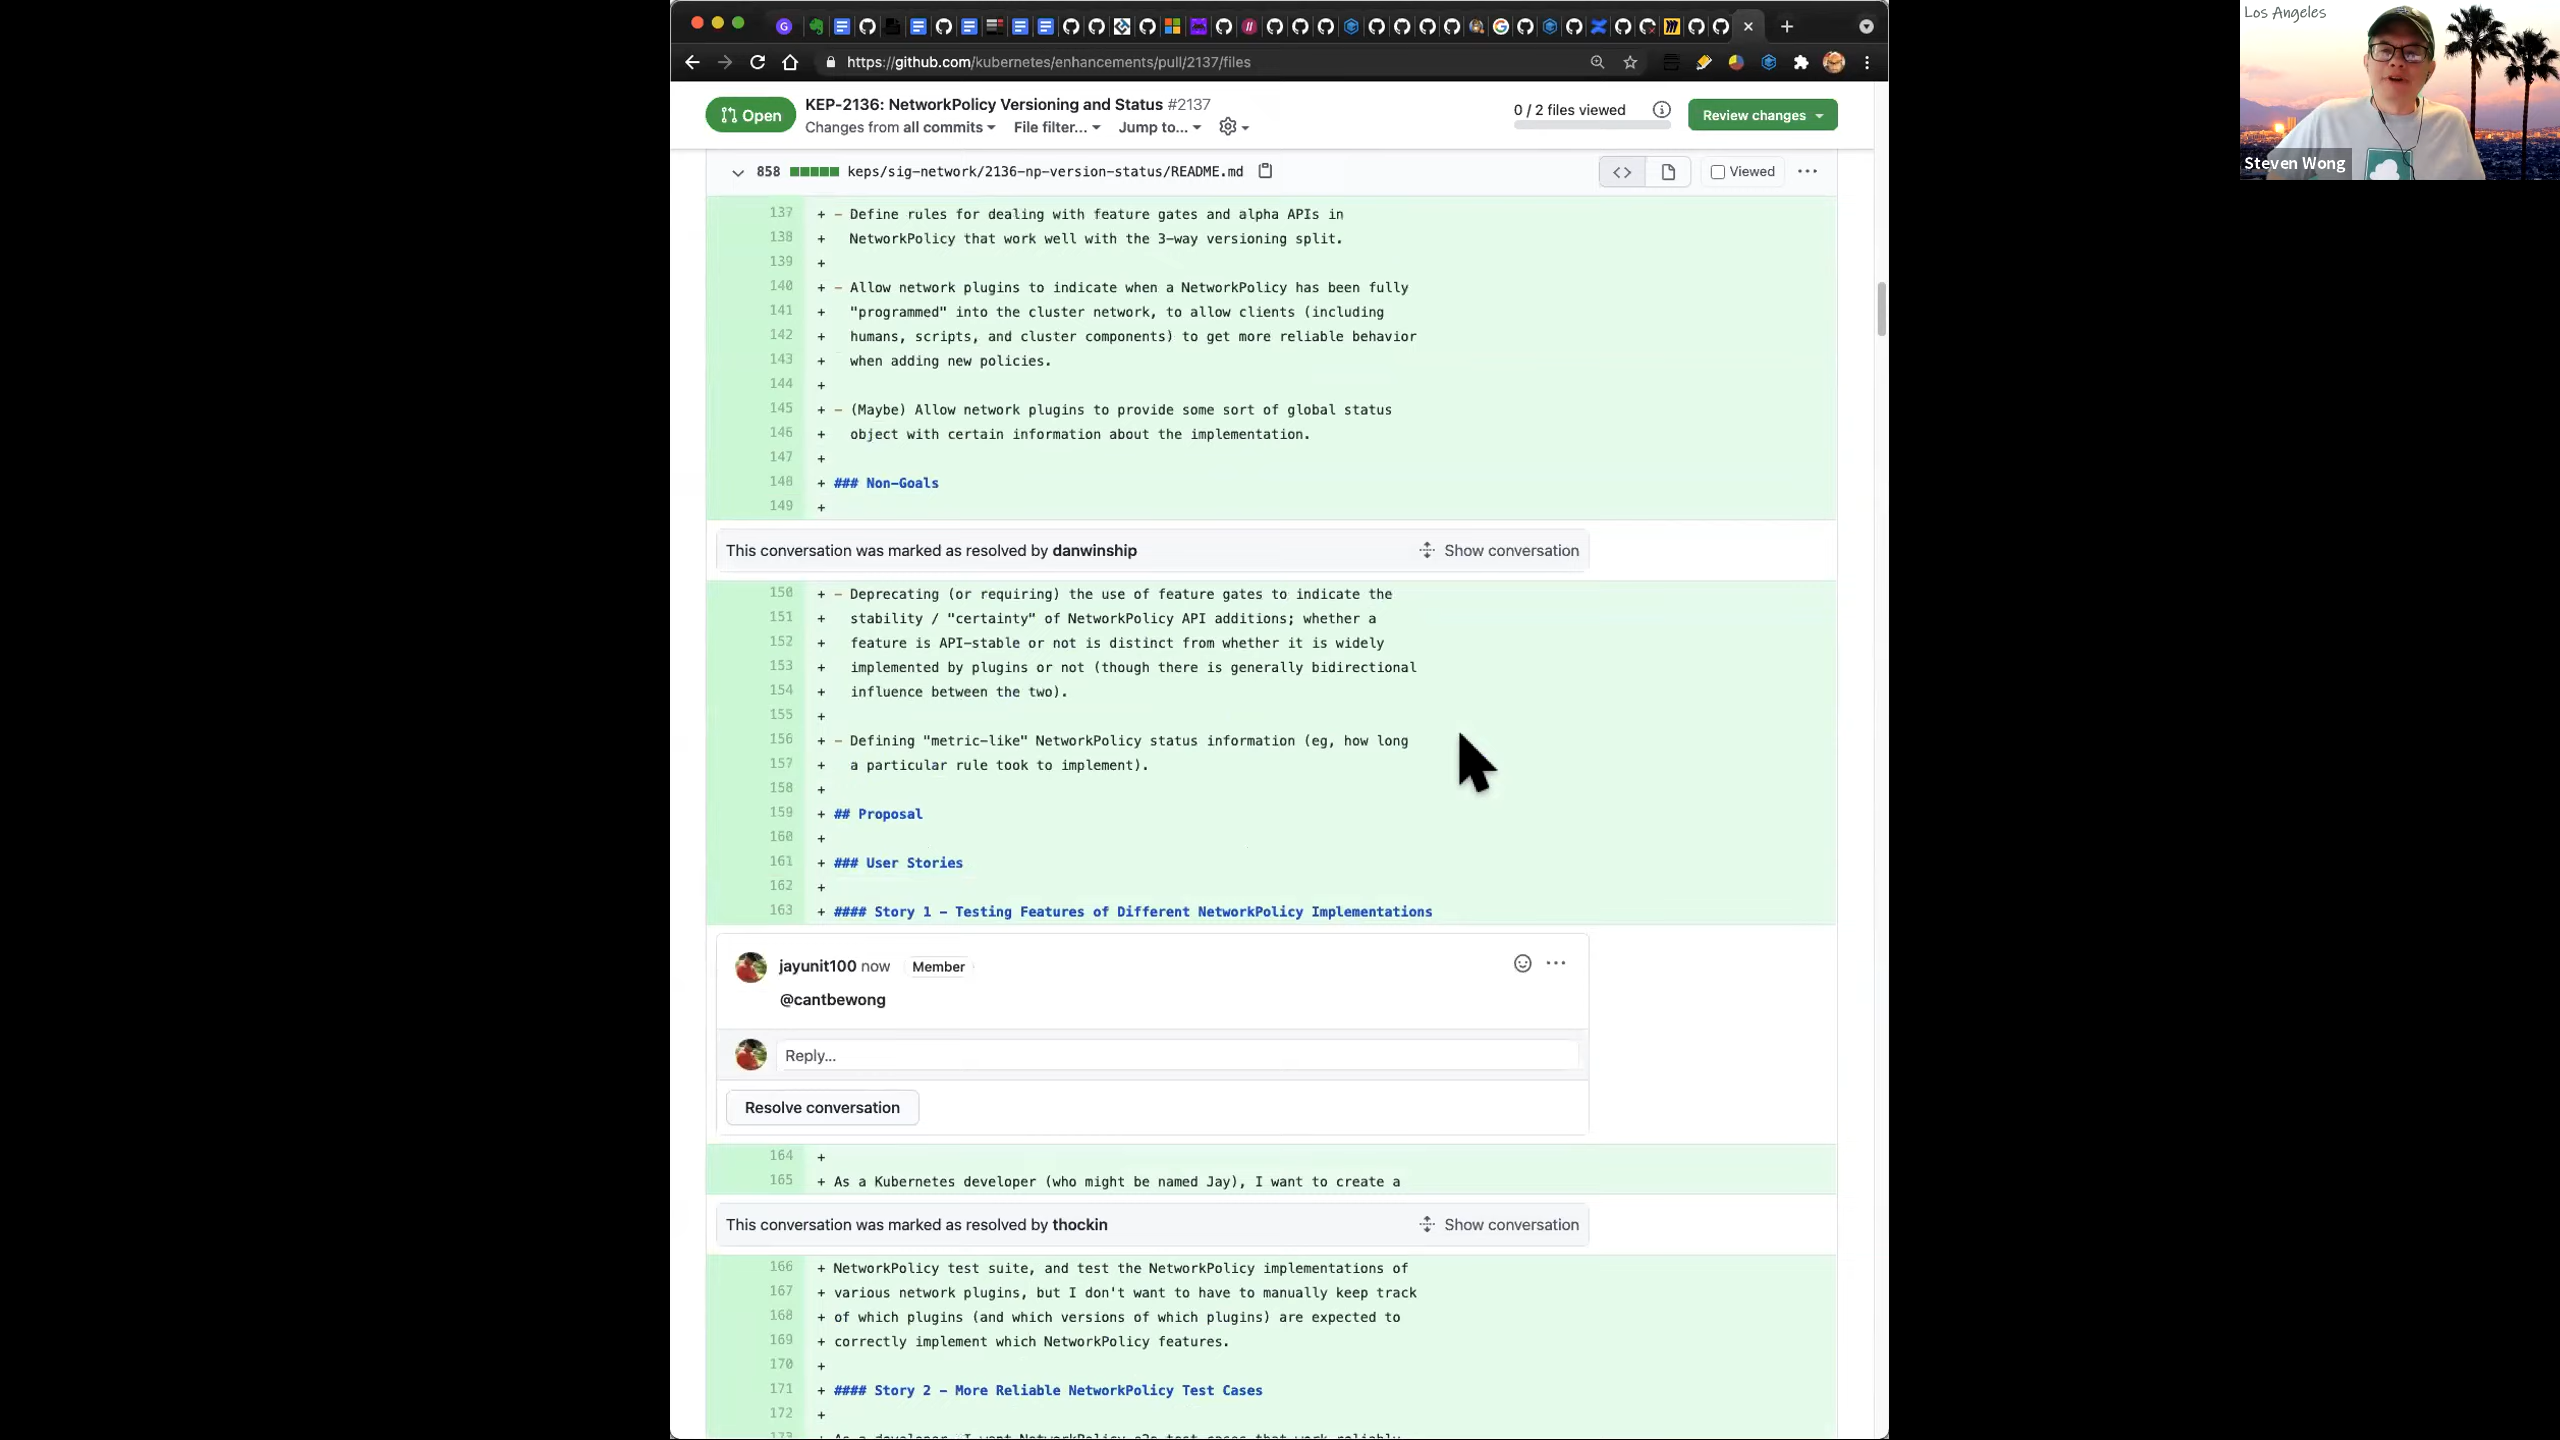 https://github.com/kubernetes/enhancements/pull/2137/files
Open
KEP-2136: NetworkPolicy Versioning and Status #2137
Changes from all commits
File filter...
Jump to...
0 / 2 files viewed
Review changes
858
keps/sig-network/2136-np-version-status/README.md
Viewed
137 + - Define rules for dealing with feature gates and alpha APIs in
138 + NetworkPolicy that work well with the 3-way versioning split.
139 +
140 + - Allow network plugins to indicate when a NetworkPolicy has been fully
141 + "programmed" into the cluster network, to allow clients (including
142 + humans, scripts, and cluster components) to get more reliable behavior
143 + when adding new policies.
144 +
145 + - (Maybe) Allow network plugins to provide some sort of global status
146 + object with certain information about the implementation.
147 +
148 + ### Non-Goals
149 +
This conversation was marked as resolved by danwinship
Show conversation
150 + - Deprecating (or requiring) the use of feature gates to indicate the
151 + stability / "certainty" of NetworkPolicy API additions; whether a
152 + feature is API-stable or not is distinct from whether it is widely
153 + implemented by plugins or not (though there is generally bidirectional
154 + influence between the two).
155 +
156 + - Defining "metric-like" NetworkPolicy status information (eg, how long
157 + a particular rule took to implement).
158 +
159 + ## Proposal
160 +
161 + ### User Stories
162 +
163 + #### Story 1 - Testing Features of Different NetworkPolicy Implementations
jayunit100 now Member
@cantbewong
Reply...
Resolve conversation
164 +
165 + As a Kubernetes developer (who might be named Jay), I want to create a
This conversation was marked as resolved by thockin
Show conversation
166 + NetworkPolicy test suite, and test the NetworkPolicy implementations of
167 + various network plugins, but I don't want to have to manually keep track
168 + of which plugins (and which versions of which plugins) are expected to
169 + correctly implement which NetworkPolicy features.
170 +
171 + #### Story 2 - More Reliable NetworkPolicy Test Cases
172 +
Los Angeles
Steven Wong